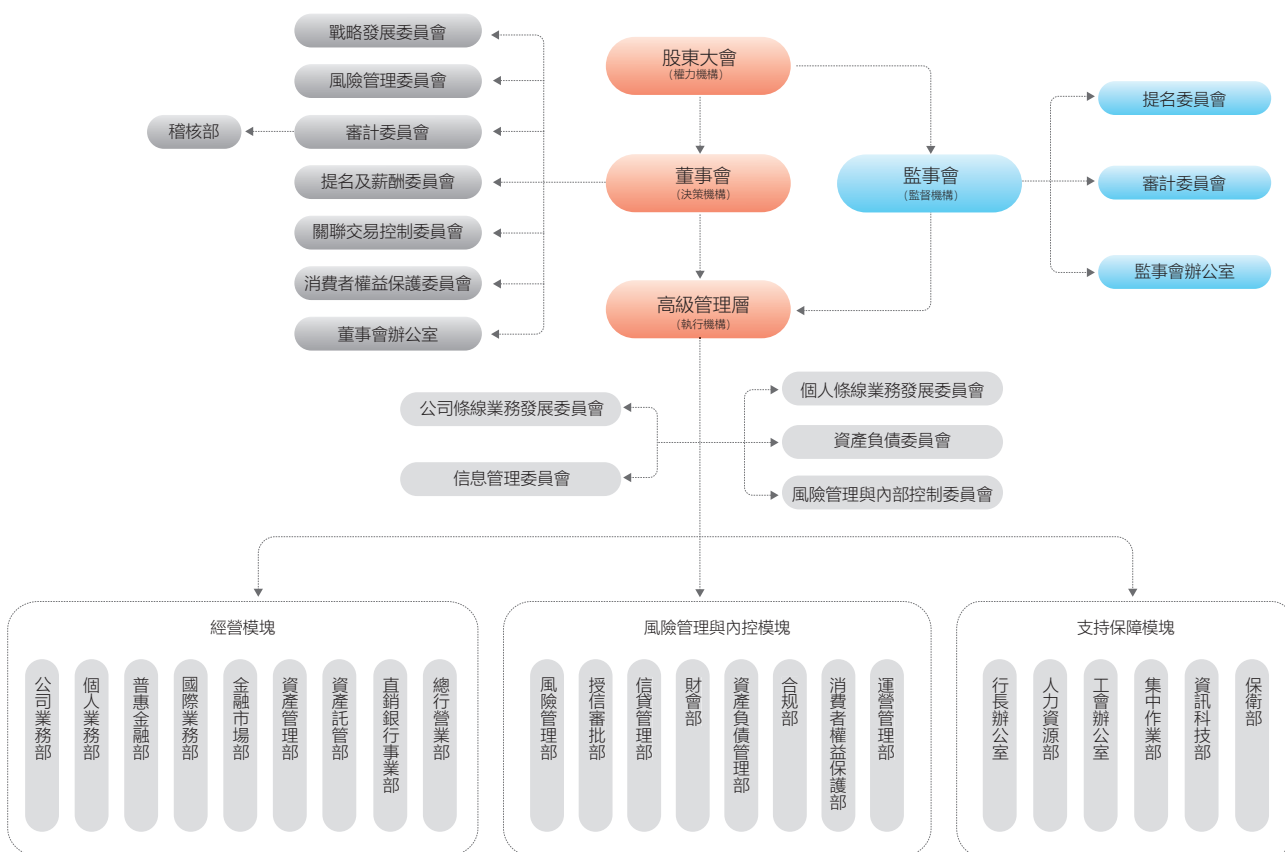 戰略發展委員會
風險管理委員會
稽核部
審計委員會
提名及薪酬委員會
關聯交易控制委員會
消費者權益保護委員會
董事會辦公室
股東大會
(權力機構)
董事會
(決策機構)
監事會
(監督機構)
提名委員會
審計委員會
監事會辦公室
高級管理層
(執行機構)
公司條線業務發展委員會
信息管理委員會
個人條線業務發展委員會
資產負債委員會
風險管理與內部控制委員會
經營模塊
公司業務部
個人業務部
普惠金融部
國際業務部
金融市場部
資產管理部
資產託管部
直銷銀行事業部
總行營業部
風險管理與內控模塊
風險管理部
授信審批部
信貸管理部
財會部
資產負債管理部
合规部
消費者權益保護部
運營管理部
支持保障模塊
行長辦公室
人力資源部
工會辦公室
集中作業部
資訊科技部
保衛部